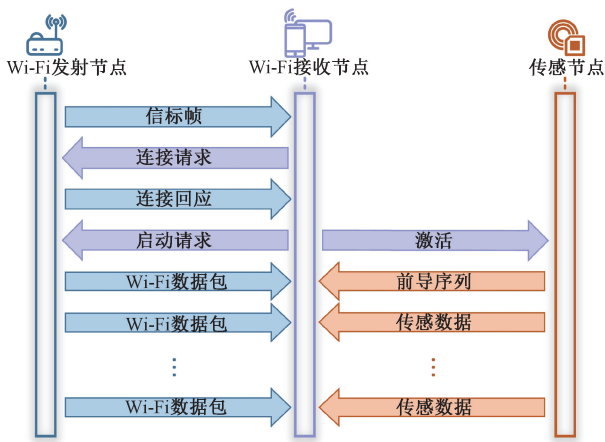 Wi-Fi发射节点
Wi-Fi接收节点
传感节点
信标帧
连接请求
连接回应
启动请求
激活
Wi-Fi数据包
前导序列
Wi-Fi数据包
传感数据
Wi-Fi数据包
传感数据